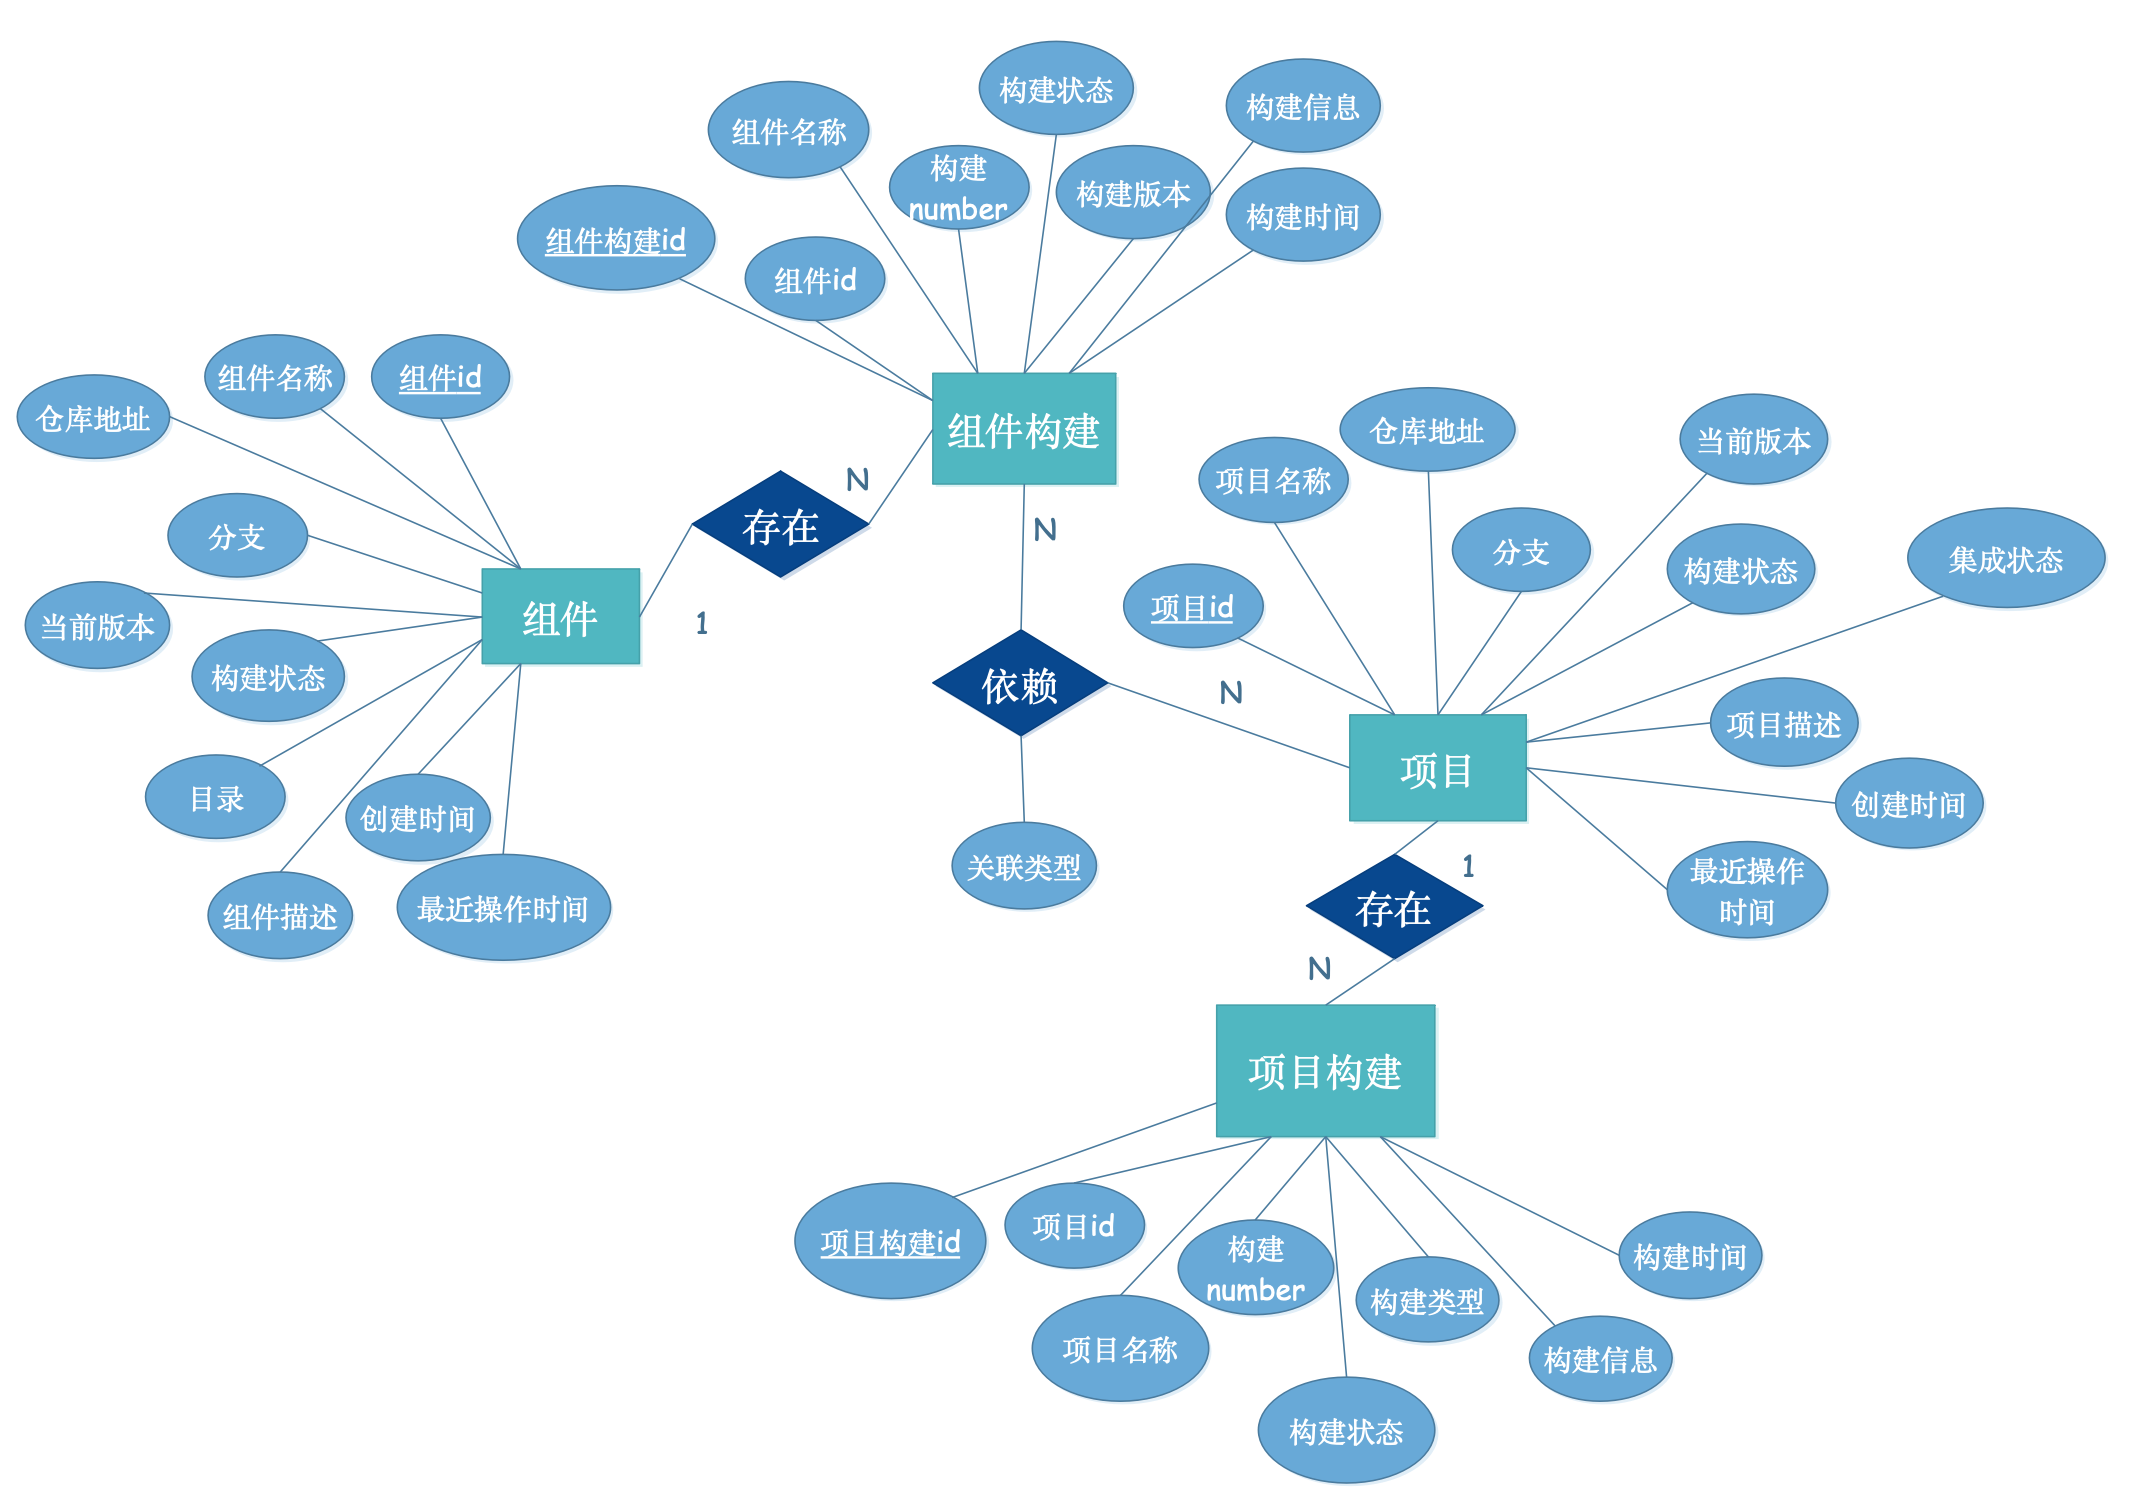 构建状态
构建信息
组件名称
构建
number
构建版本
构建时间
组件构建id
组件id
组件构建
组件名称
组件id
仓库地址
分支
当前版本
构建状态
目录
组件描述
创建时间
最近操作时间
组件
存在
N
1
N
依赖
N
关联类型
项目名称
仓库地址
当前版本
分支
构建状态
集成状态
项目id
项目描述
创建时间
最近操作
时间
项目
1
存在
N
项目构建
项目构建id
项目id
项目名称
构建
number
构建状态
构建类型
构建信息
构建时间